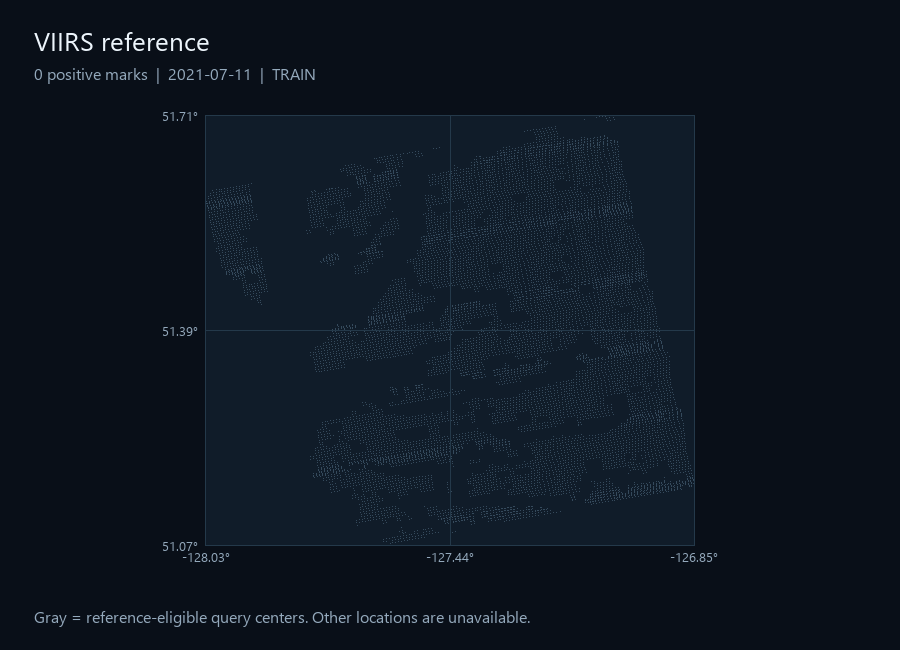 VIIRS reference
0 positive marks | 2021-07-11 | TRAIN
51.71°
51.39°
51.07°
-128.03°
-127.44°
-126.85°
Gray = reference-eligible query centers. Other locations are unavailable.